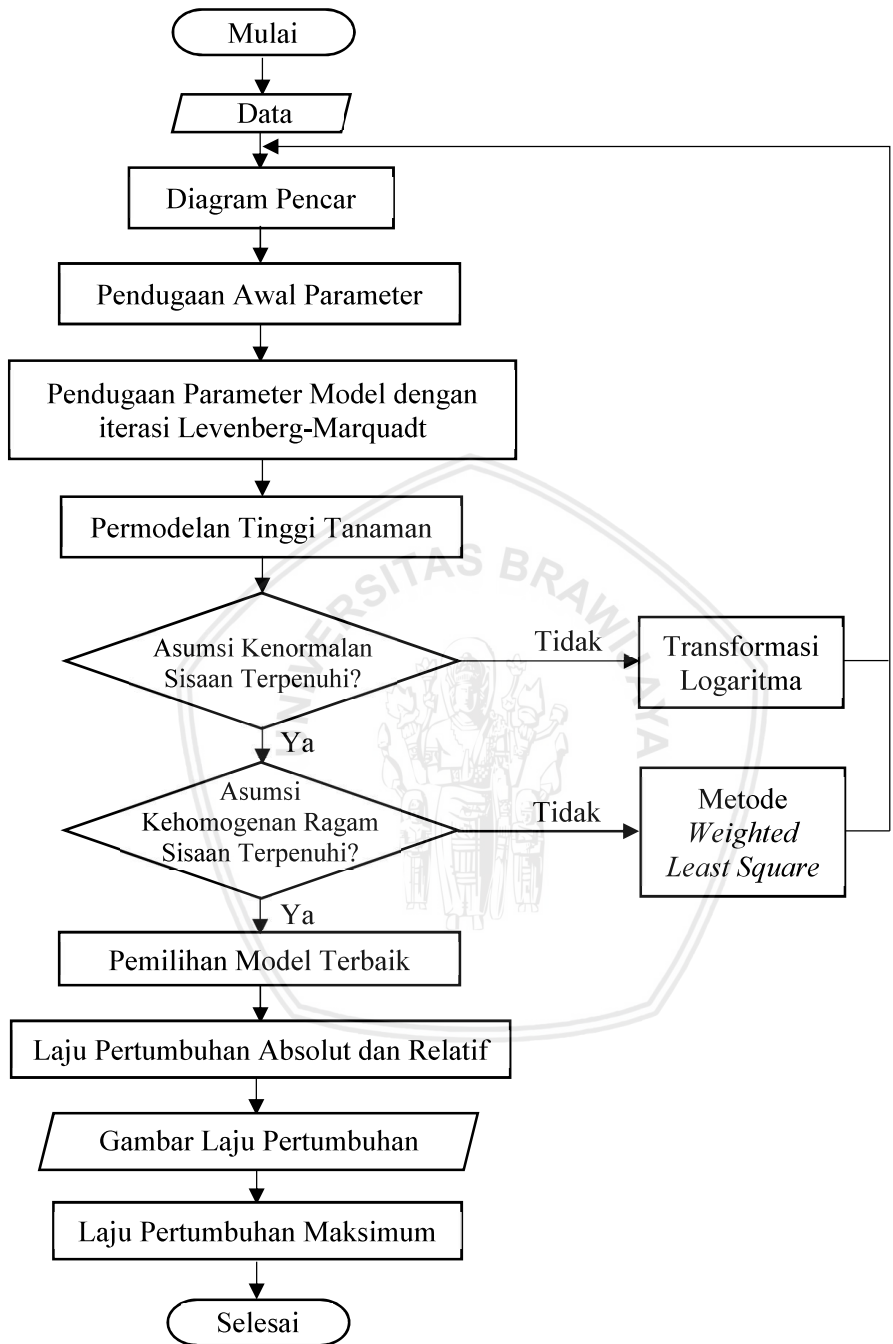 Mulai
Data
Diagram Pencar
Pendugaan Awal Parameter
Pendugaan Parameter Model dengan
iterasi Levenberg-Marquadt
Permodelan Tinggi Tanaman
Asumsi Kenormalan
Sisaan Terpenuhi?
Tidak
Transformasi
Logaritma
Ya
Asumsi
Kehomogenan Ragam
Sisaan Terpenuhi?
Tidak
Metode
Weighted
Least Square
Ya
Pemilihan Model Terbaik
Laju Pertumbuhan Absolut dan Relatif
Gambar Laju Pertumbuhan
Laju Pertumbuhan Maksimum
Selesai
UNIVERSITAS BRAWIJAYA